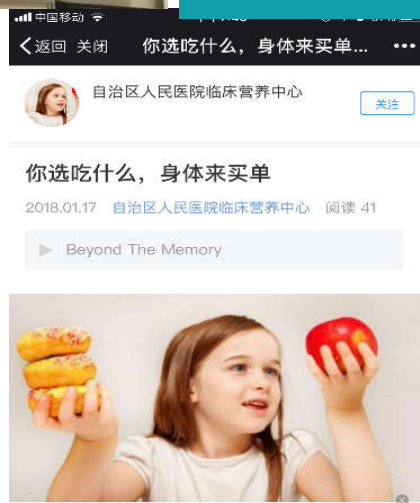 中国移动
返回 关闭 你选吃什么，身体来买单... •••
自治区人民医院临床营养中心
关注
你选吃什么，身体来买单
2018.01.17 自治区人民医院临床营养中心 阅读 41
Beyond The Memory